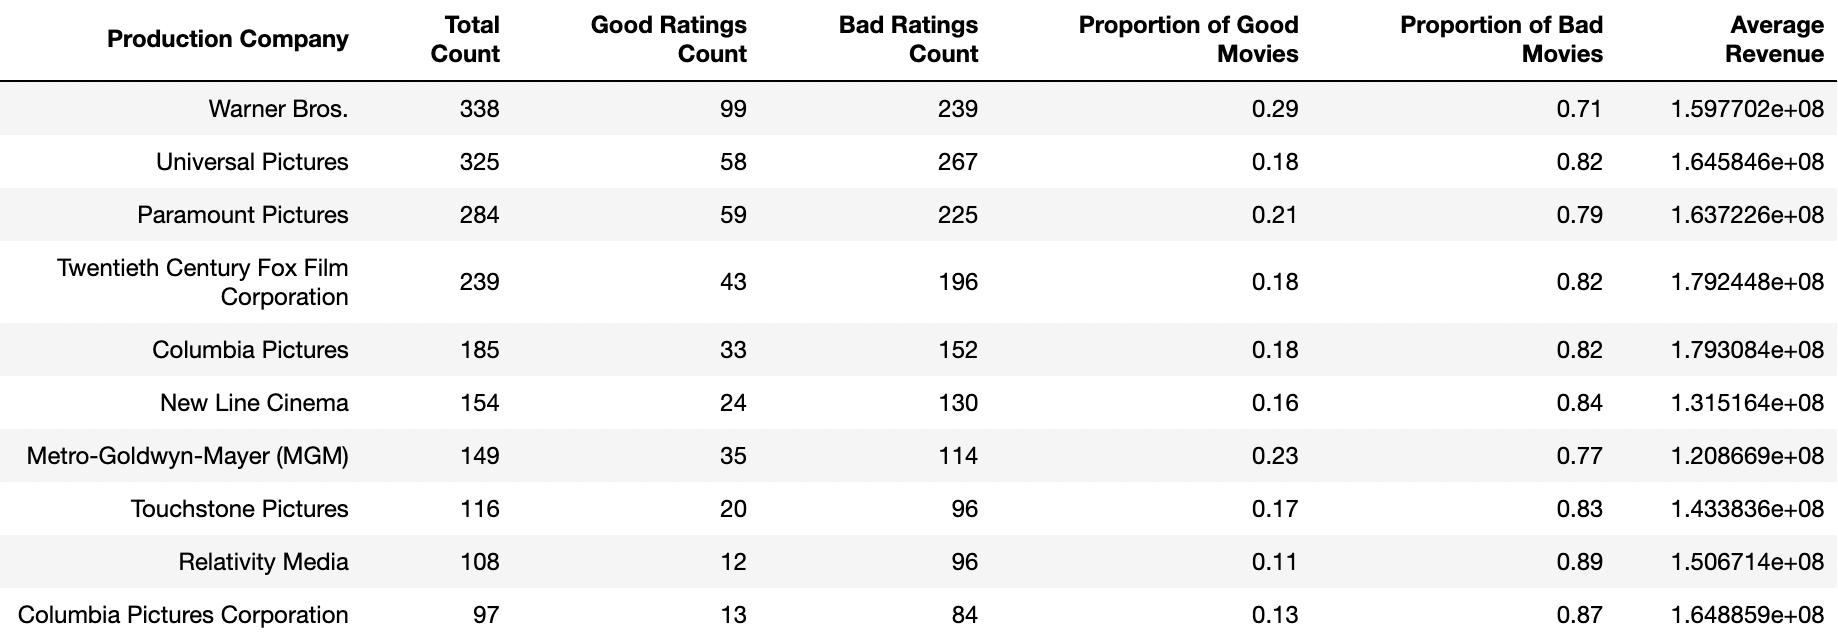 Production Company Total Count Good Ratings Count Bad Ratings Count Proportion of Good Movies Proportion of Bad Movies Average Revenue
Warner Bros. 338 99 239 0.29 0.71 1.597702e+08
Universal Pictures 325 58 267 0.18 0.82 1.645846e+08
Paramount Pictures 284 59 225 0.21 0.79 1.637226e+08
Twentieth Century Fox Film Corporation 239 43 196 0.18 0.82 1.792448e+08
Columbia Pictures 185 33 152 0.18 0.82 1.793084e+08
New Line Cinema 154 24 130 0.16 0.84 1.315164e+08
Metro-Goldwyn-Mayer (MGM) 149 35 114 0.23 0.77 1.208669e+08
Touchstone Pictures 116 20 96 0.17 0.83 1.433836e+08
Relativity Media 108 12 96 0.11 0.89 1.506714e+08
Columbia Pictures Corporation 97 13 84 0.13 0.87 1.648859e+08